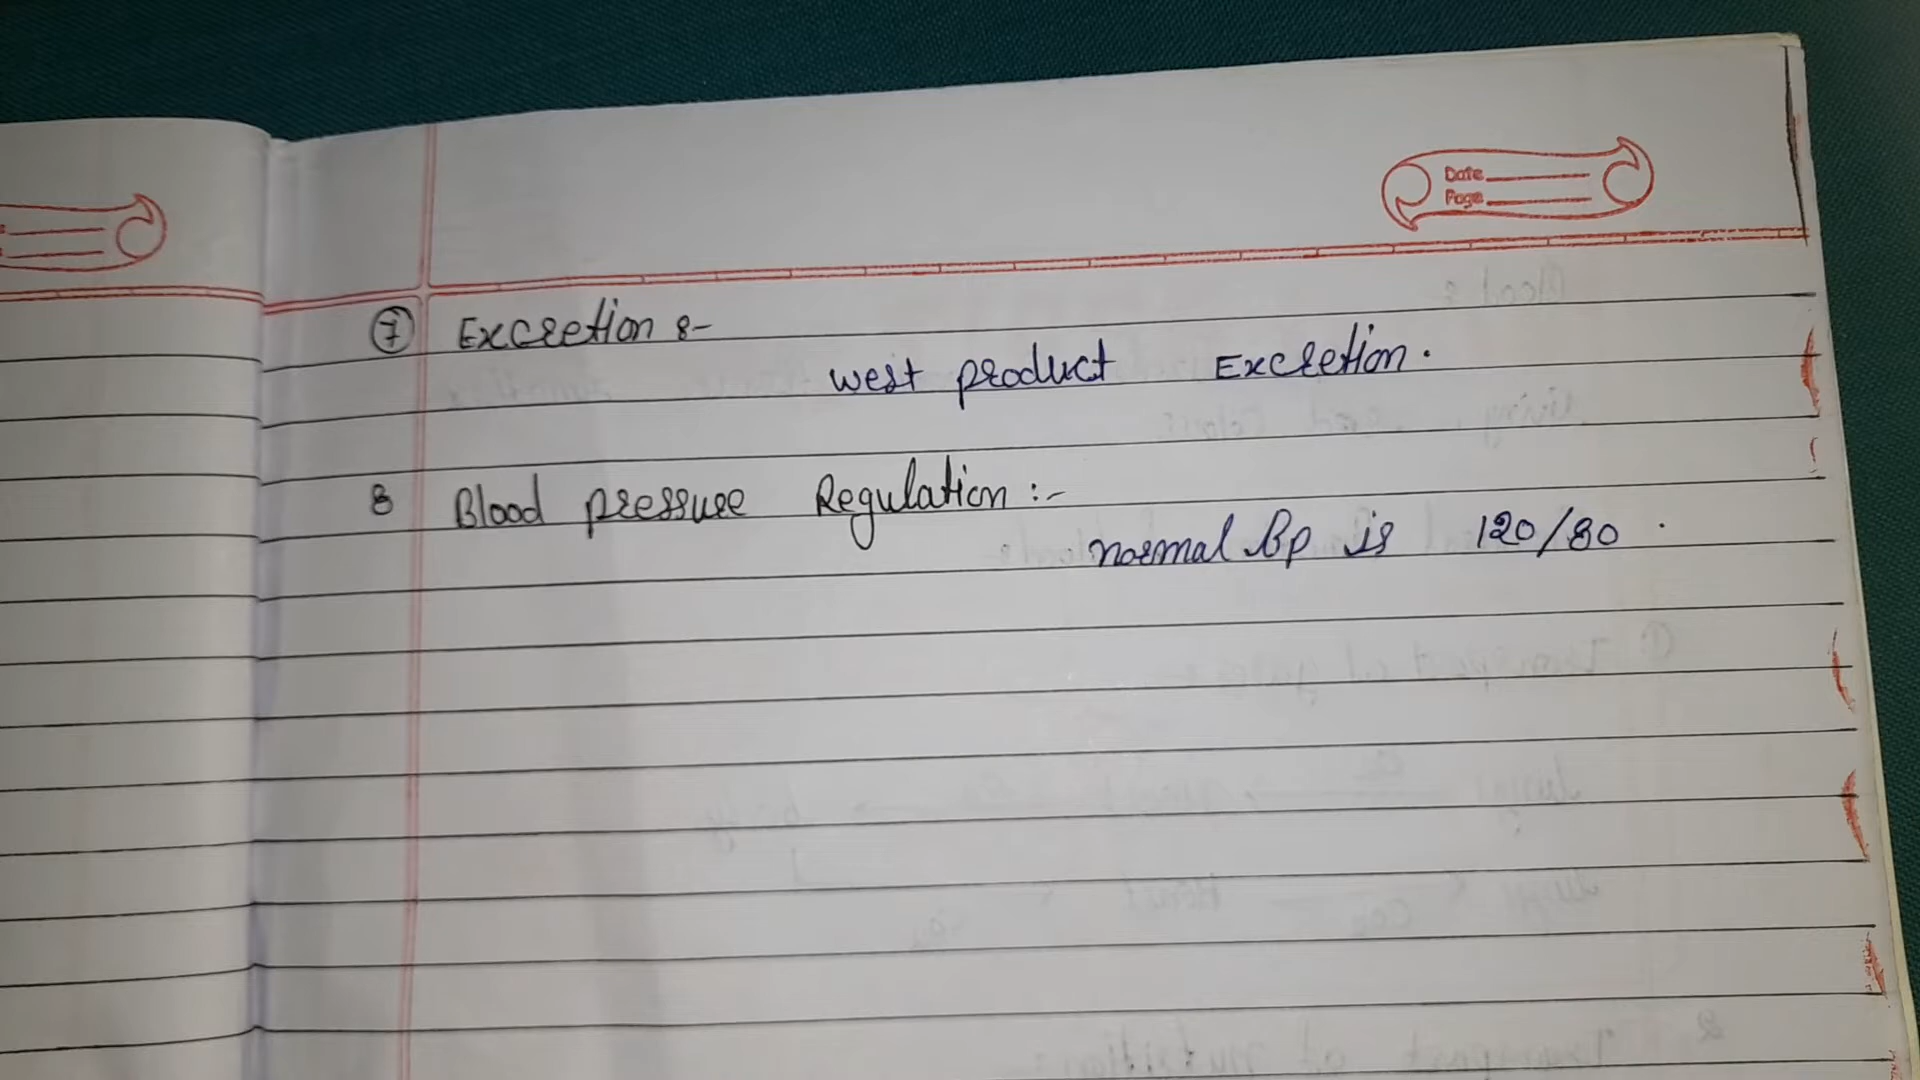 Date
Page
7 Excretion :-
west product Excretion.
8 Blood pressure Regulation :-
normal Bp is 120/80.